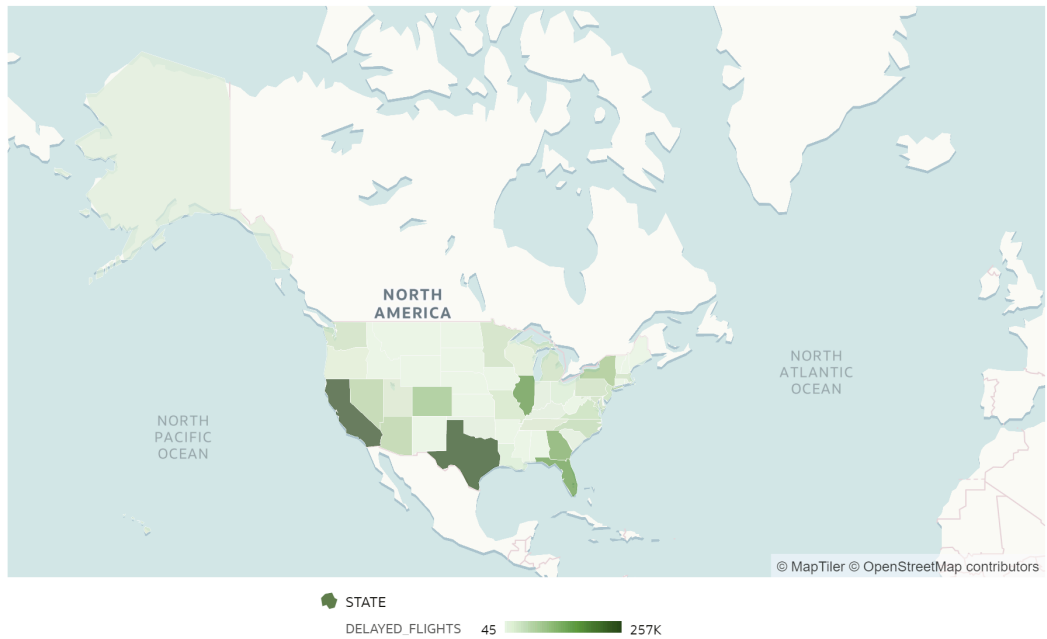 NORTH
AMERICA
NORTH
ATLANTIC
OCEAN
NORTH
PACIFIC
OCEAN
© MapTiler © OpenStreetMap contributors
STATE
DELAYED_FLIGHTS 45 257K